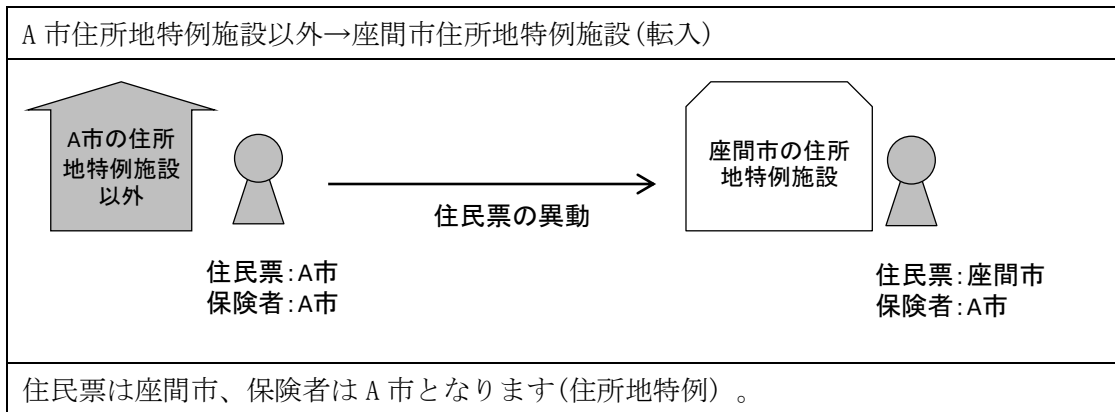 A市住所地特例施設以外→座間市住所地特例施設(転入)
A市の住所
地特例施設
以外
座間市の住所
地特例施設
住民票の異動
住民票:A市
保険者:A市
住民票:座間市
保険者:A市
住民票は座間市、保険者はA市となります(住所地特例)。